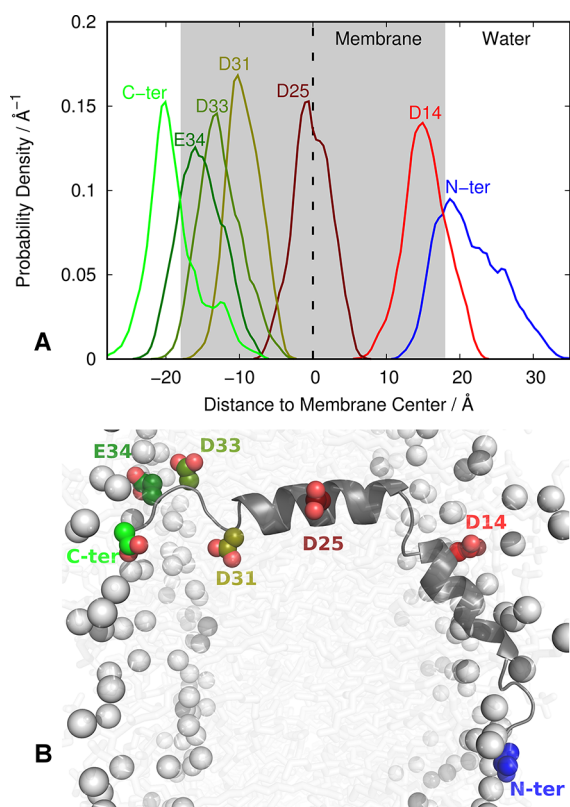 0.2
0.15
0.1
0.05
0
Probability Density / Å⁻¹
Membrane
Water
C−ter
D31
D33
E34
D25
D14
N−ter
−20
−10
0
10
20
30
Distance to Membrane Center / Å
A
E34
D33
C-ter
D31
D25
D14
N-ter
B